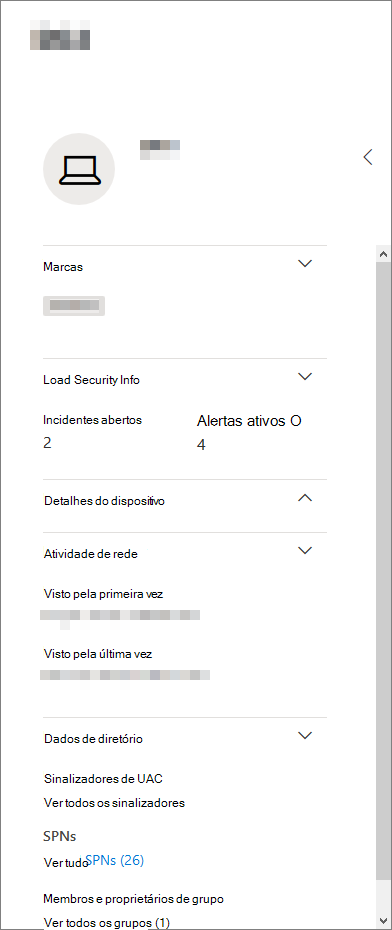 Marcas
Load Security Info
Incidentes abertos
Alertas ativos O
2
4
Detalhes do dispositivo
Atividade de rede
Visto pela primeira vez
Visto pela última vez
Dados de diretório
Sinalizadores de UAC
Ver todos os sinalizadores
SPNs
Ver tudo SPNs (26)
Membros e proprietários de grupo
Ver todos os grupos (1)